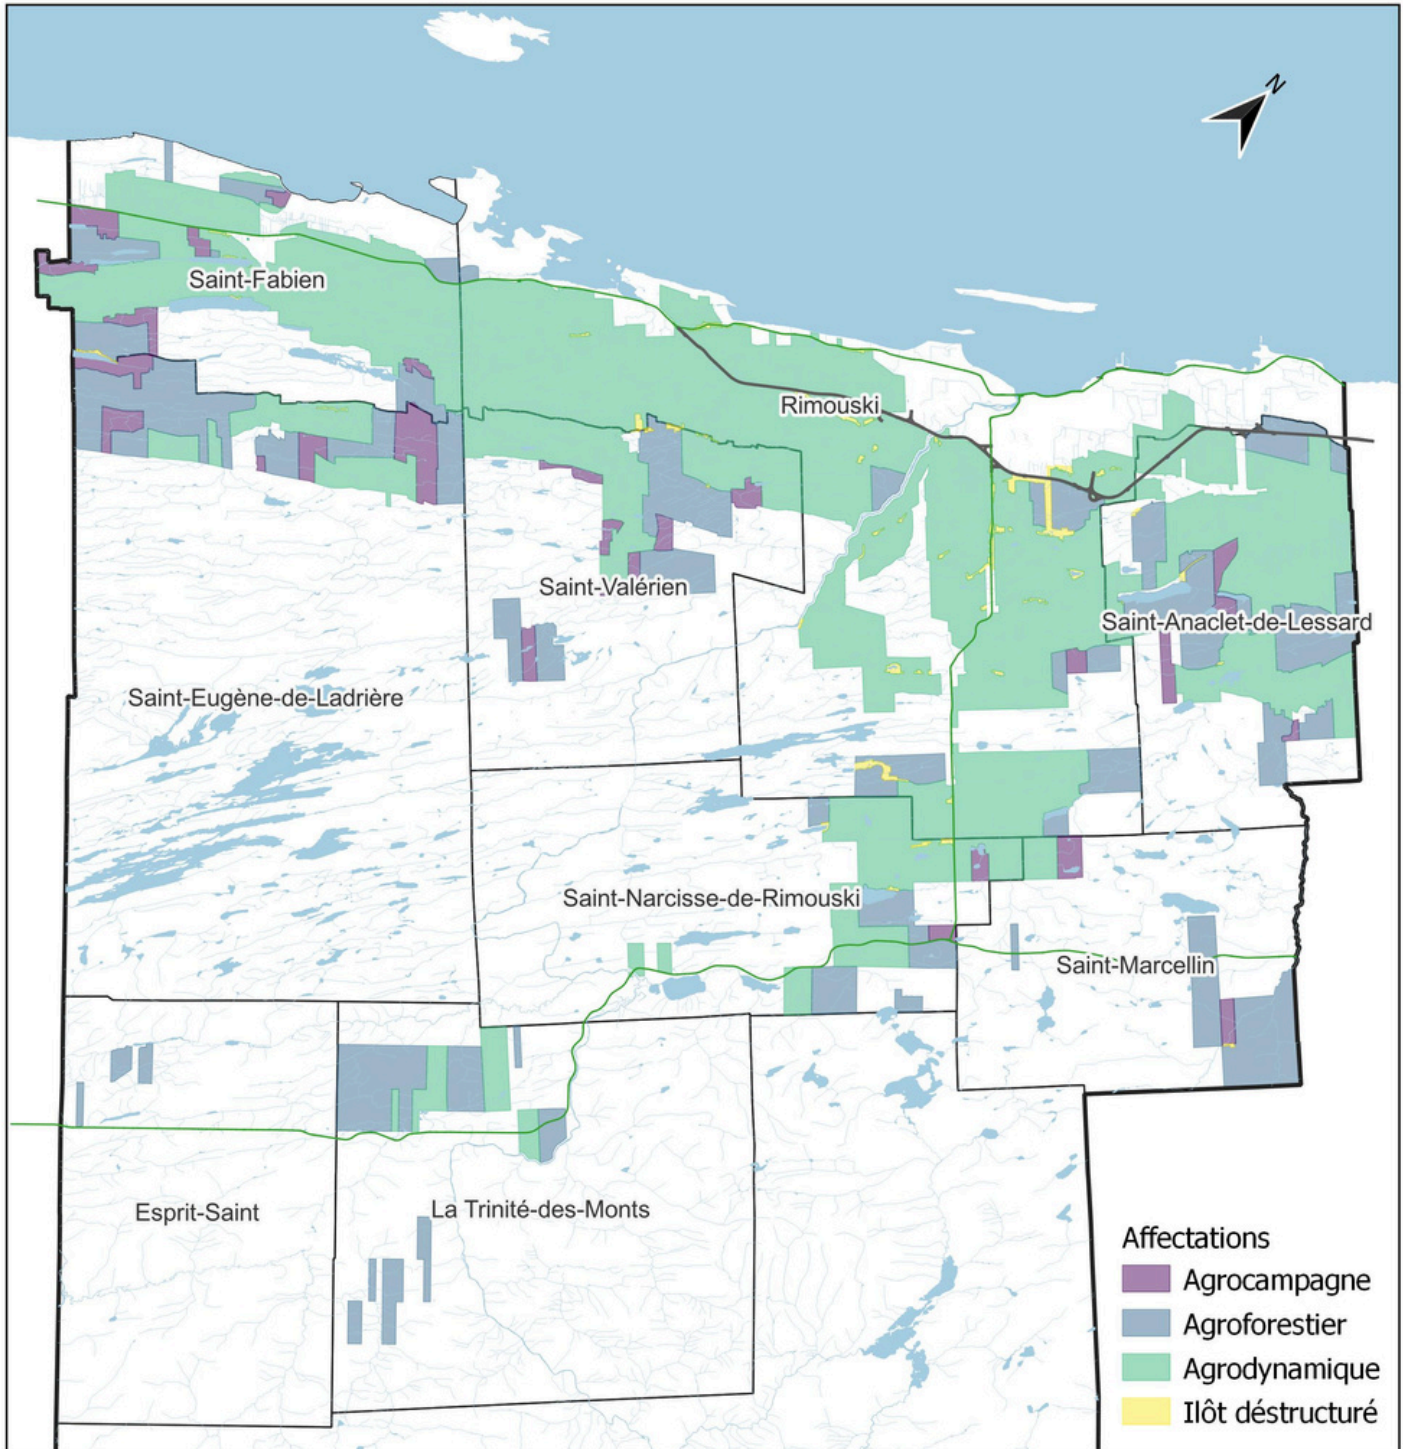 N
Saint-Fabien
Rimouski
Saint-Valérien
Saint-Anaclet-de-Lessard
Saint-Eugène-de-Ladrière
Saint-Narcisse-de-Rimouski
Saint-Marcellin
Esprit-Saint
La Trinité-des-Monts
Affectations
Agrocampagne
Agroforestier
Agrodynamique
Ilôt déstructuré